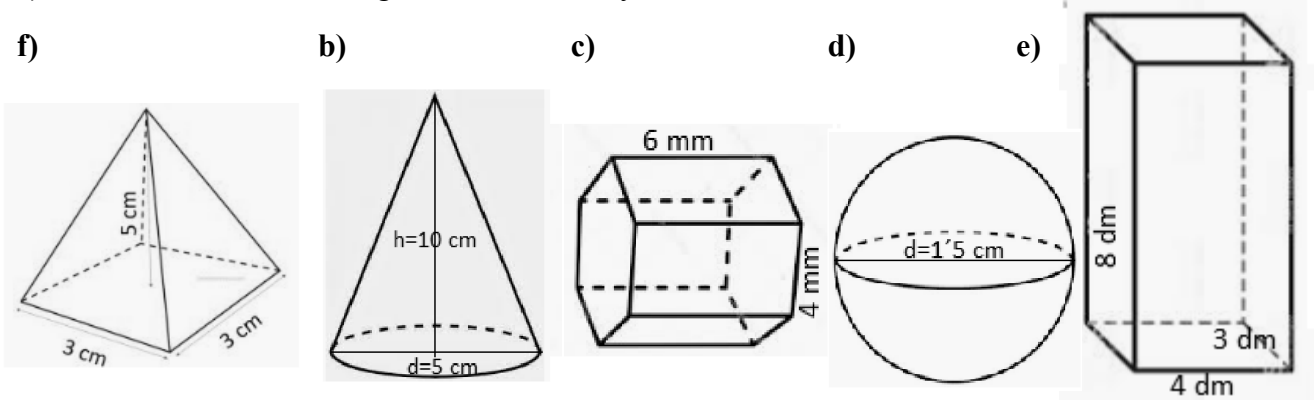 f)
b)
c)
d)
e)
5 cm
3 cm
3 cm
h=10 cm
d=5 cm
6 mm
4 mm
d=1´5 cm
8 dm
3 dm
4 dm